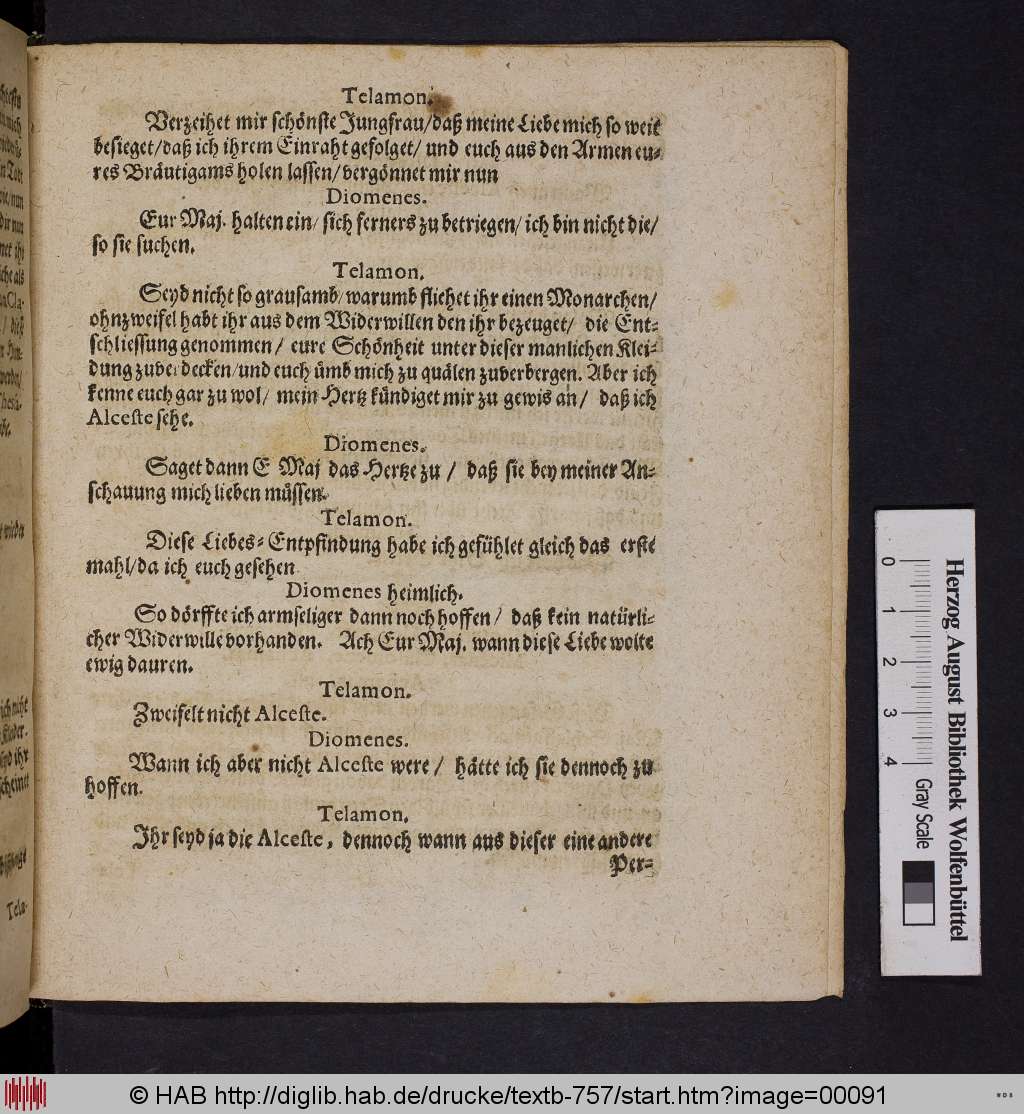 Telamon.
Verzeihet mir schönste Jungfrau/daß meine Liebe mich so weit
besieget/daß ich ihrem Einraht gefolget/ und euch aus den Armen eu-
res Bräutigams holen lassen/vergönnet mir nun
Diomenes.
Eur Maj. halten ein/ sich ferners zu betriegen/ ich bin nicht die/
so sie suchen.
Telamon.
Seyd nicht so grausamb/warumb fliehet ihr einen Monarchen/
ohnzweifel habt ihr aus dem Widerwillen den ihr bezeuget/ die Ent-
schliessung genommen/ eure Schönheit unter dieser manlichen Klei-
dung zuverdecken/und euch ümb mich zu quälen zuverbergen. Aber ich
kenne euch gar zu wol/ mein Hertz kündiget mir zu gewis an/ daß ich
Alceste sehe.
Diomenes.
Saget dann E Maj das Hertze zu / daß sie bey meiner An-
schauung mich lieben müssen.
Telamon.
Diese Liebes-Entpfindung habe ich gefühlet gleich das erste
mahl/da ich euch gesehen
Diomenes heimlich.
So dörffte ich armseliger dann noch hoffen/ daß kein natürli-
cher Widerwille vorhanden. Ach Eur Maj. wann diese Liebe wolte
ewig dauren.
Telamon.
Zweifelt nicht Alceste.
Diomenes.
Wann ich aber nicht Alceste were/ hätte ich sie dennoch zu
hoffen.
Telamon.
Ihr seyd ja die Alceste, dennoch wann aus dieser eine andere
Per-
Tela-
0 1 2 3 4
Gray Scale
Herzog August Bibliothek Wolfenbüttel
© HAB http://diglib.hab.de/drucke/textb-757/start.htm?image=00091